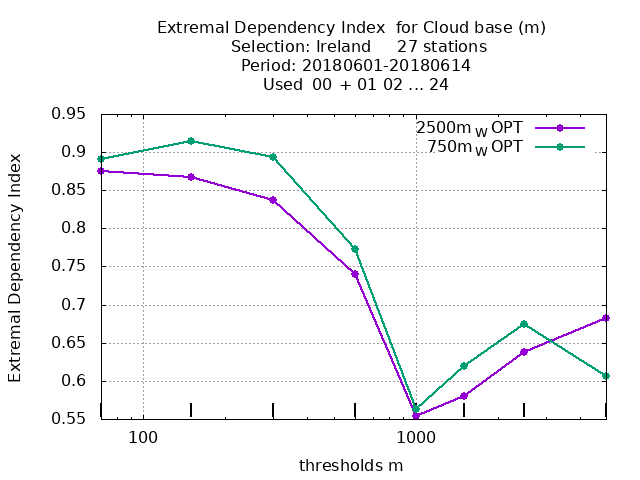 Extremal Dependency Index for Cloud base (m)
Selection: Ireland 27 stations
Period: 20180601-20180614
Used 00 + 01 02 ... 24
2500m W OPT
750m W OPT
Extremal Dependency Index
0.95
0.9
0.85
0.8
0.75
0.7
0.65
0.6
0.55
100 1000
thresholds m